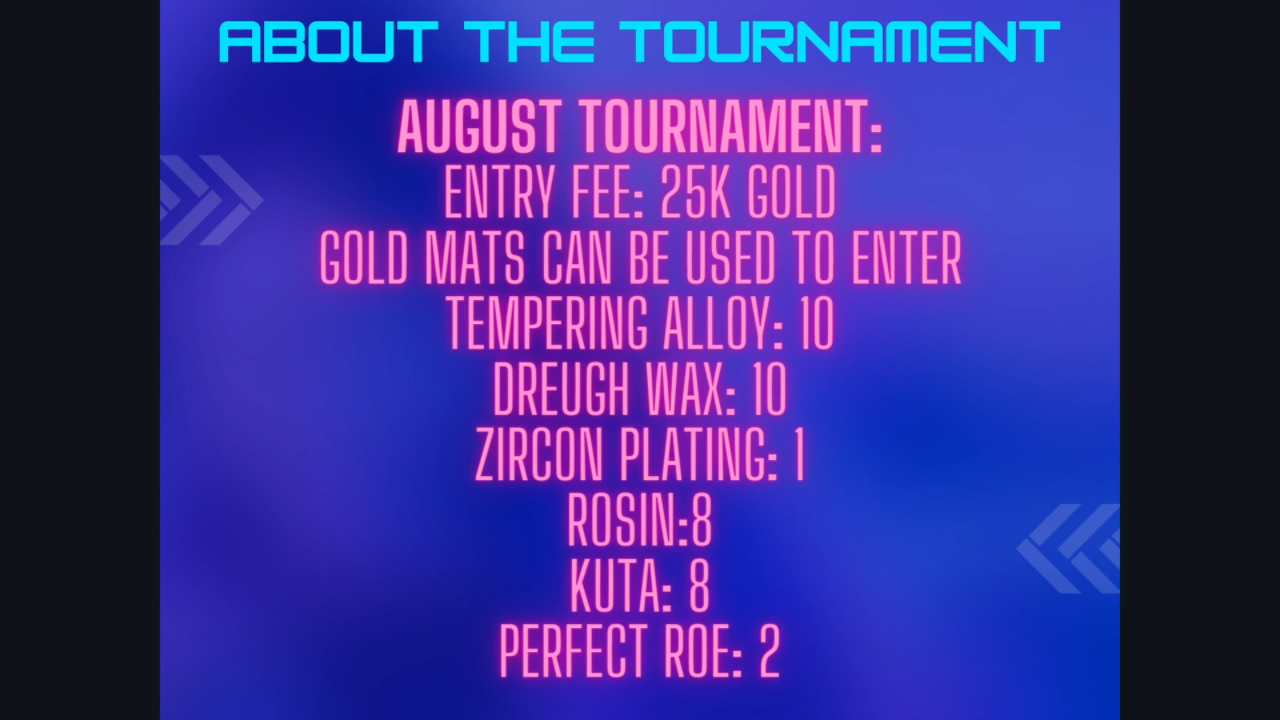 ABOUT THE TOURNAMENT
AUGUST TOURNAMENT:
ENTRY FEE: 25K GOLD
GOLD MATS CAN BE USED TO ENTER
TEMPERING ALLOY: 10
DREUGH WAX: 10
ZIRCON PLATING: 1
ROSIN:8
KUTA: 8
PERFECT ROE: 2